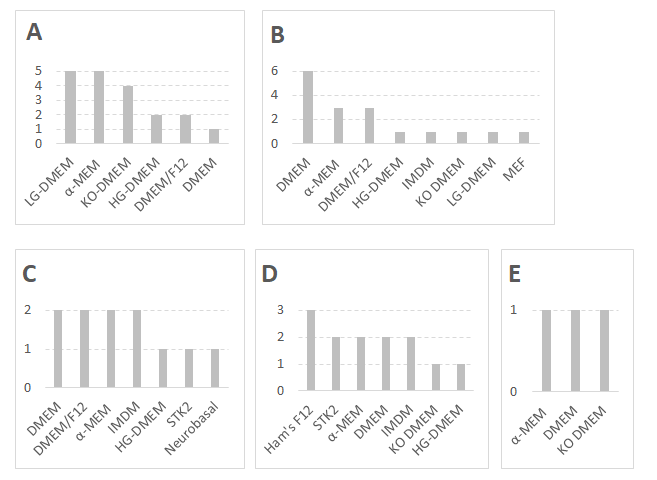 A
5
4
3
2
1
0
LG-DMEM
α-MEM
KO-DMEM
HG-DMEM
DMEM/F12
DMEM
B
6
4
2
0
DMEM
α-MEM
DMEM/F12
HG-DMEM
IMDM
KO DMEM
LG-DMEM
MEF
C
2
1
0
DMEM
DMEM/F12
α-MEM
IMDM
HG-DMEM
STK2
Neurobasal
D
3
2
1
0
Ham's F12
STK2
α-MEM
DMEM
IMDM
KO DMEM
HG-DMEM
E
1
0
α-MEM
DMEM
KO DMEM